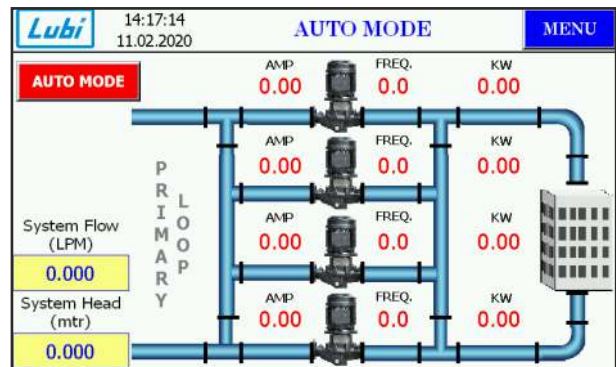 Lubi
14:17:14
11.02.2020
AUTO MODE
MENU
AUTO MODE
AMP
0.00
FREQ.
0.0
KW
0.00
AMP
0.00
FREQ.
0.0
KW
0.00
PRIMARY
LOOP
System Flow
(LPM)
0.000
AMP
0.00
FREQ.
0.0
KW
0.00
System Head
(mtr)
0.000
AMP
0.00
FREQ.
0.0
KW
0.00